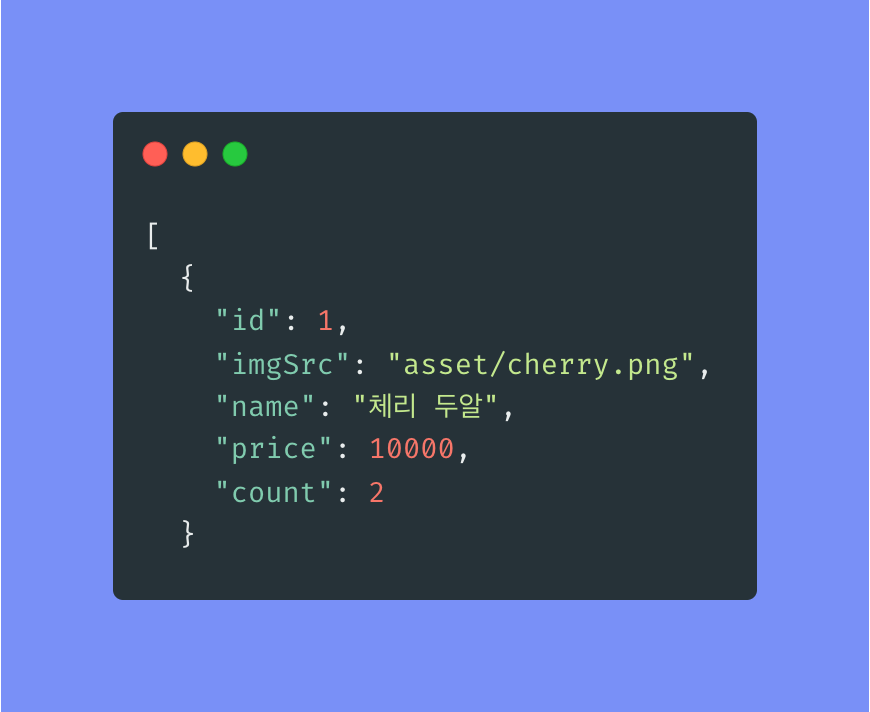 [
  {
    "id": 1,
    "imgSrc": "asset/cherry.png",
    "name": "체리 두알",
    "price": 10000,
    "count": 2
  }